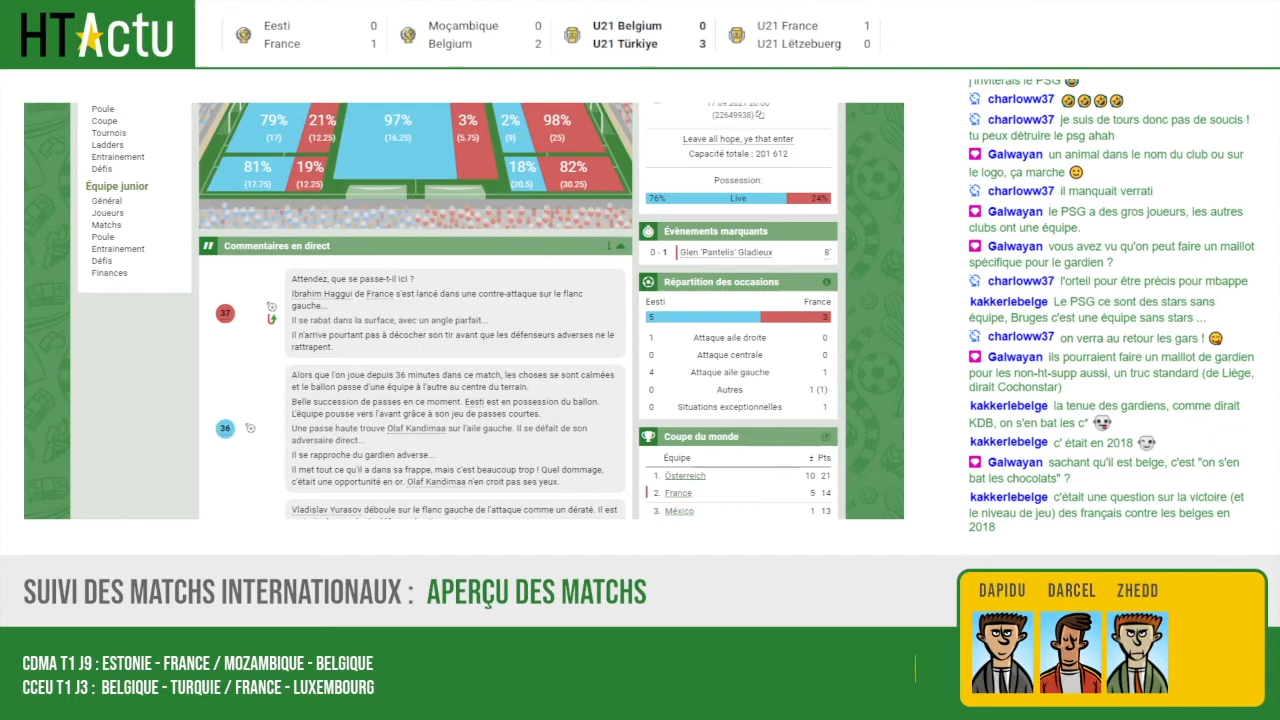 HTActu
Eesti 0
France 1
Moçambique 0
Belgium 2
U21 Belgium 0
U21 Türkiye 3
U21 France 1
U21 Lëtzebuerg 0
Poule
Coupe
Tournois
Ladders
Entrainement
Défis
Équipe junior
Général
Joueurs
Matchs
Poule
Entrainement
Défis
Finances
79% 21% 97% 3% 2% 98%
(17) (12.25) (16.25) (5.75) (9) (25)
81% 19% 18% 82%
(17.75) (12.25) (20.5) (30.25)
Commentaires en direct
Attendez, que se passe-t-il ici ?
Ibrahim Haggui de France s'est lancé dans une contre-attaque sur le flanc
gauche...
37
Il se rabat dans la surface, avec un angle parfait...
Il n'arrive pourtant pas à décocher son tir avant que les défenseurs adverses ne le
rattrapent.
Alors que l'on joue depuis 36 minutes dans ce match, les choses se sont calmées
et le ballon passe d'une équipe à l'autre au centre du terrain.
Belle succession de passes en ce moment. Eesti est en possession du ballon.
L'équipe pousse vers l'avant grâce à son jeu de passes courtes.
36
Une passe haute trouve Olaf Kandimaa sur l'aile gauche. Il se défait de son
adversaire direct...
Il se rapproche du gardien adverse...
Il met tout ce qu'il a dans sa frappe, mais c'était beaucoup trop ! Quel dommage,
c'était une opportunité en or. Olaf Kandimaa n'en croit pas ses yeux.
Vladislav Yurasov déboule sur le flanc gauche de l'attaque comme un dératé. Il est
(22649938)
Leave all hope, ye that enter
Capacité totale : 201 612
Possession:
76% Live 24%
Évènements marquants
0 - 1 Glen 'Pantelis' Gladieux 8'
Répartition des occasions
Eesti France
5 3
1 Attaque aile droite 0
0 Attaque centrale 0
4 Attaque aile gauche 1
0 Autres 1 (1)
0 Situations exceptionnelles 1
Coupe du monde
Équipe ± Pts
1. Österreich 10 21
2. France 5 14
3. México 1 13
j'inviterais le PSG
charloww37
charloww37 je suis de tours donc pas de soucis !
tu peux détruire le psg ahah
Galwayan un animal dans le nom du club ou sur
le logo, ça marche
charloww37 il manquait verrati
Galwayan le PSG a des gros joueurs, les autres
clubs ont une équipe.
Galwayan vous avez vu qu'on peut faire un maillot
spécifique pour le gardien ?
charloww37 l'orteil pour être précis pour mbappe
kakkerlebelge Le PSG ce sont des stars sans
équipe, Bruges c'est une équipe sans stars ...
charloww37 on verra au retour les gars !
Galwayan ils pourraient faire un maillot de gardien
pour les non-ht-supp aussi, un truc standard (de Liège,
dirait Cochonstar)
kakkerlebelge la tenue des gardiens, comme dirait
KDB, on s'en bat les c*
kakkerlebelge c' était en 2018
Galwayan sachant qu'il est belge, c'est "on s'en
bat les chocolats" ?
kakkerlebelge c'était une question sur la victoire (et
le niveau de jeu) des français contre les belges en
2018
SUIVI DES MATCHS INTERNATIONAUX : APERÇU DES MATCHS
DAPIDU DARCEL ZHEDD
CDMA T1 J9 : ESTONIE - FRANCE / MOZAMBIQUE - BELGIQUE
CCEU T1 J3 : BELGIQUE - TURQUIE / FRANCE - LUXEMBOURG